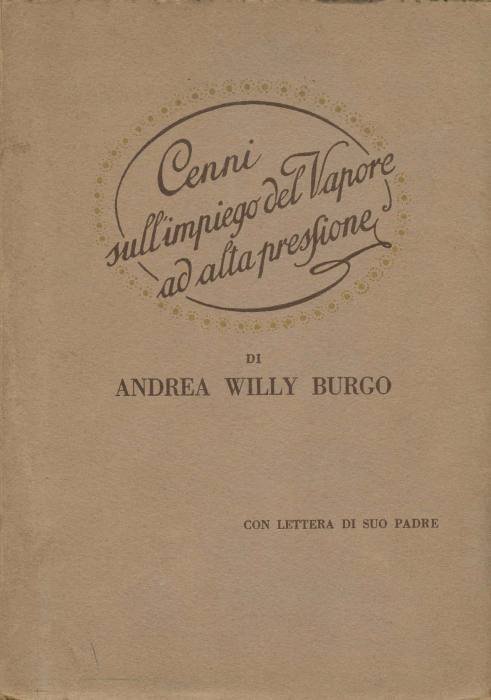 Cenni
sull'impiego del Vapore
ad alta pressione
DI
ANDREA WILLY BURGO
CON LETTERA DI SUO PADRE